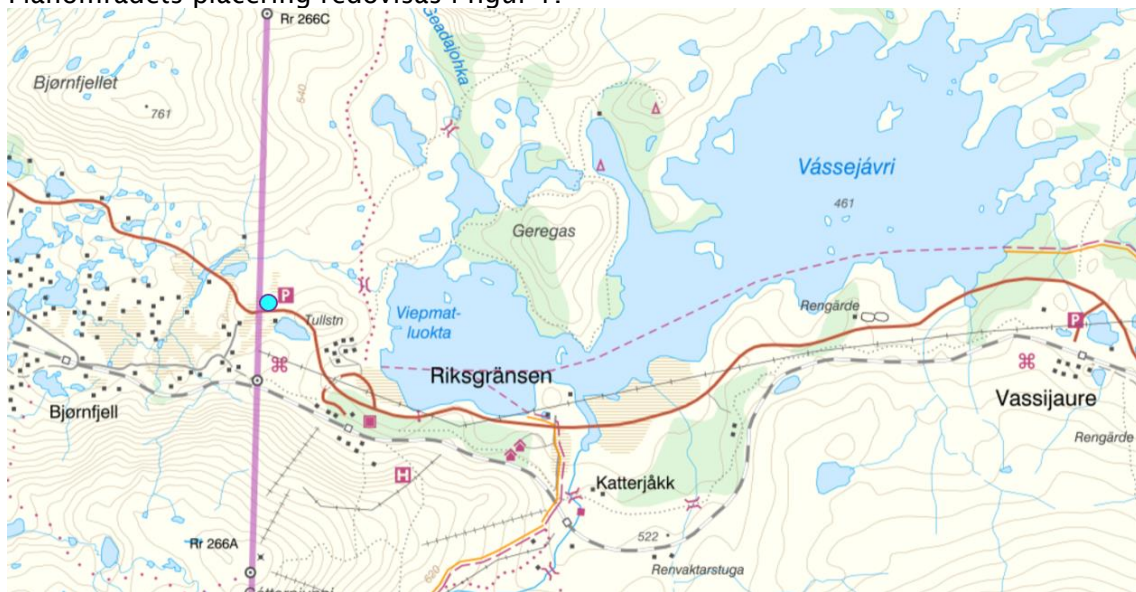 Planområdets placering redovisas i figur 1.
Rr 266C
Geadajohka
Bjørnfjellet
540
761
Vássejávri
461
Geregas
P
Viepmat-
luokta
Tullstn
Rengärde
P
Riksgränsen
Bjørnfjell
Vassijaure
Rengärde
H
Katterjåkk
522
Rr 266A
Renvaktarstuga
620